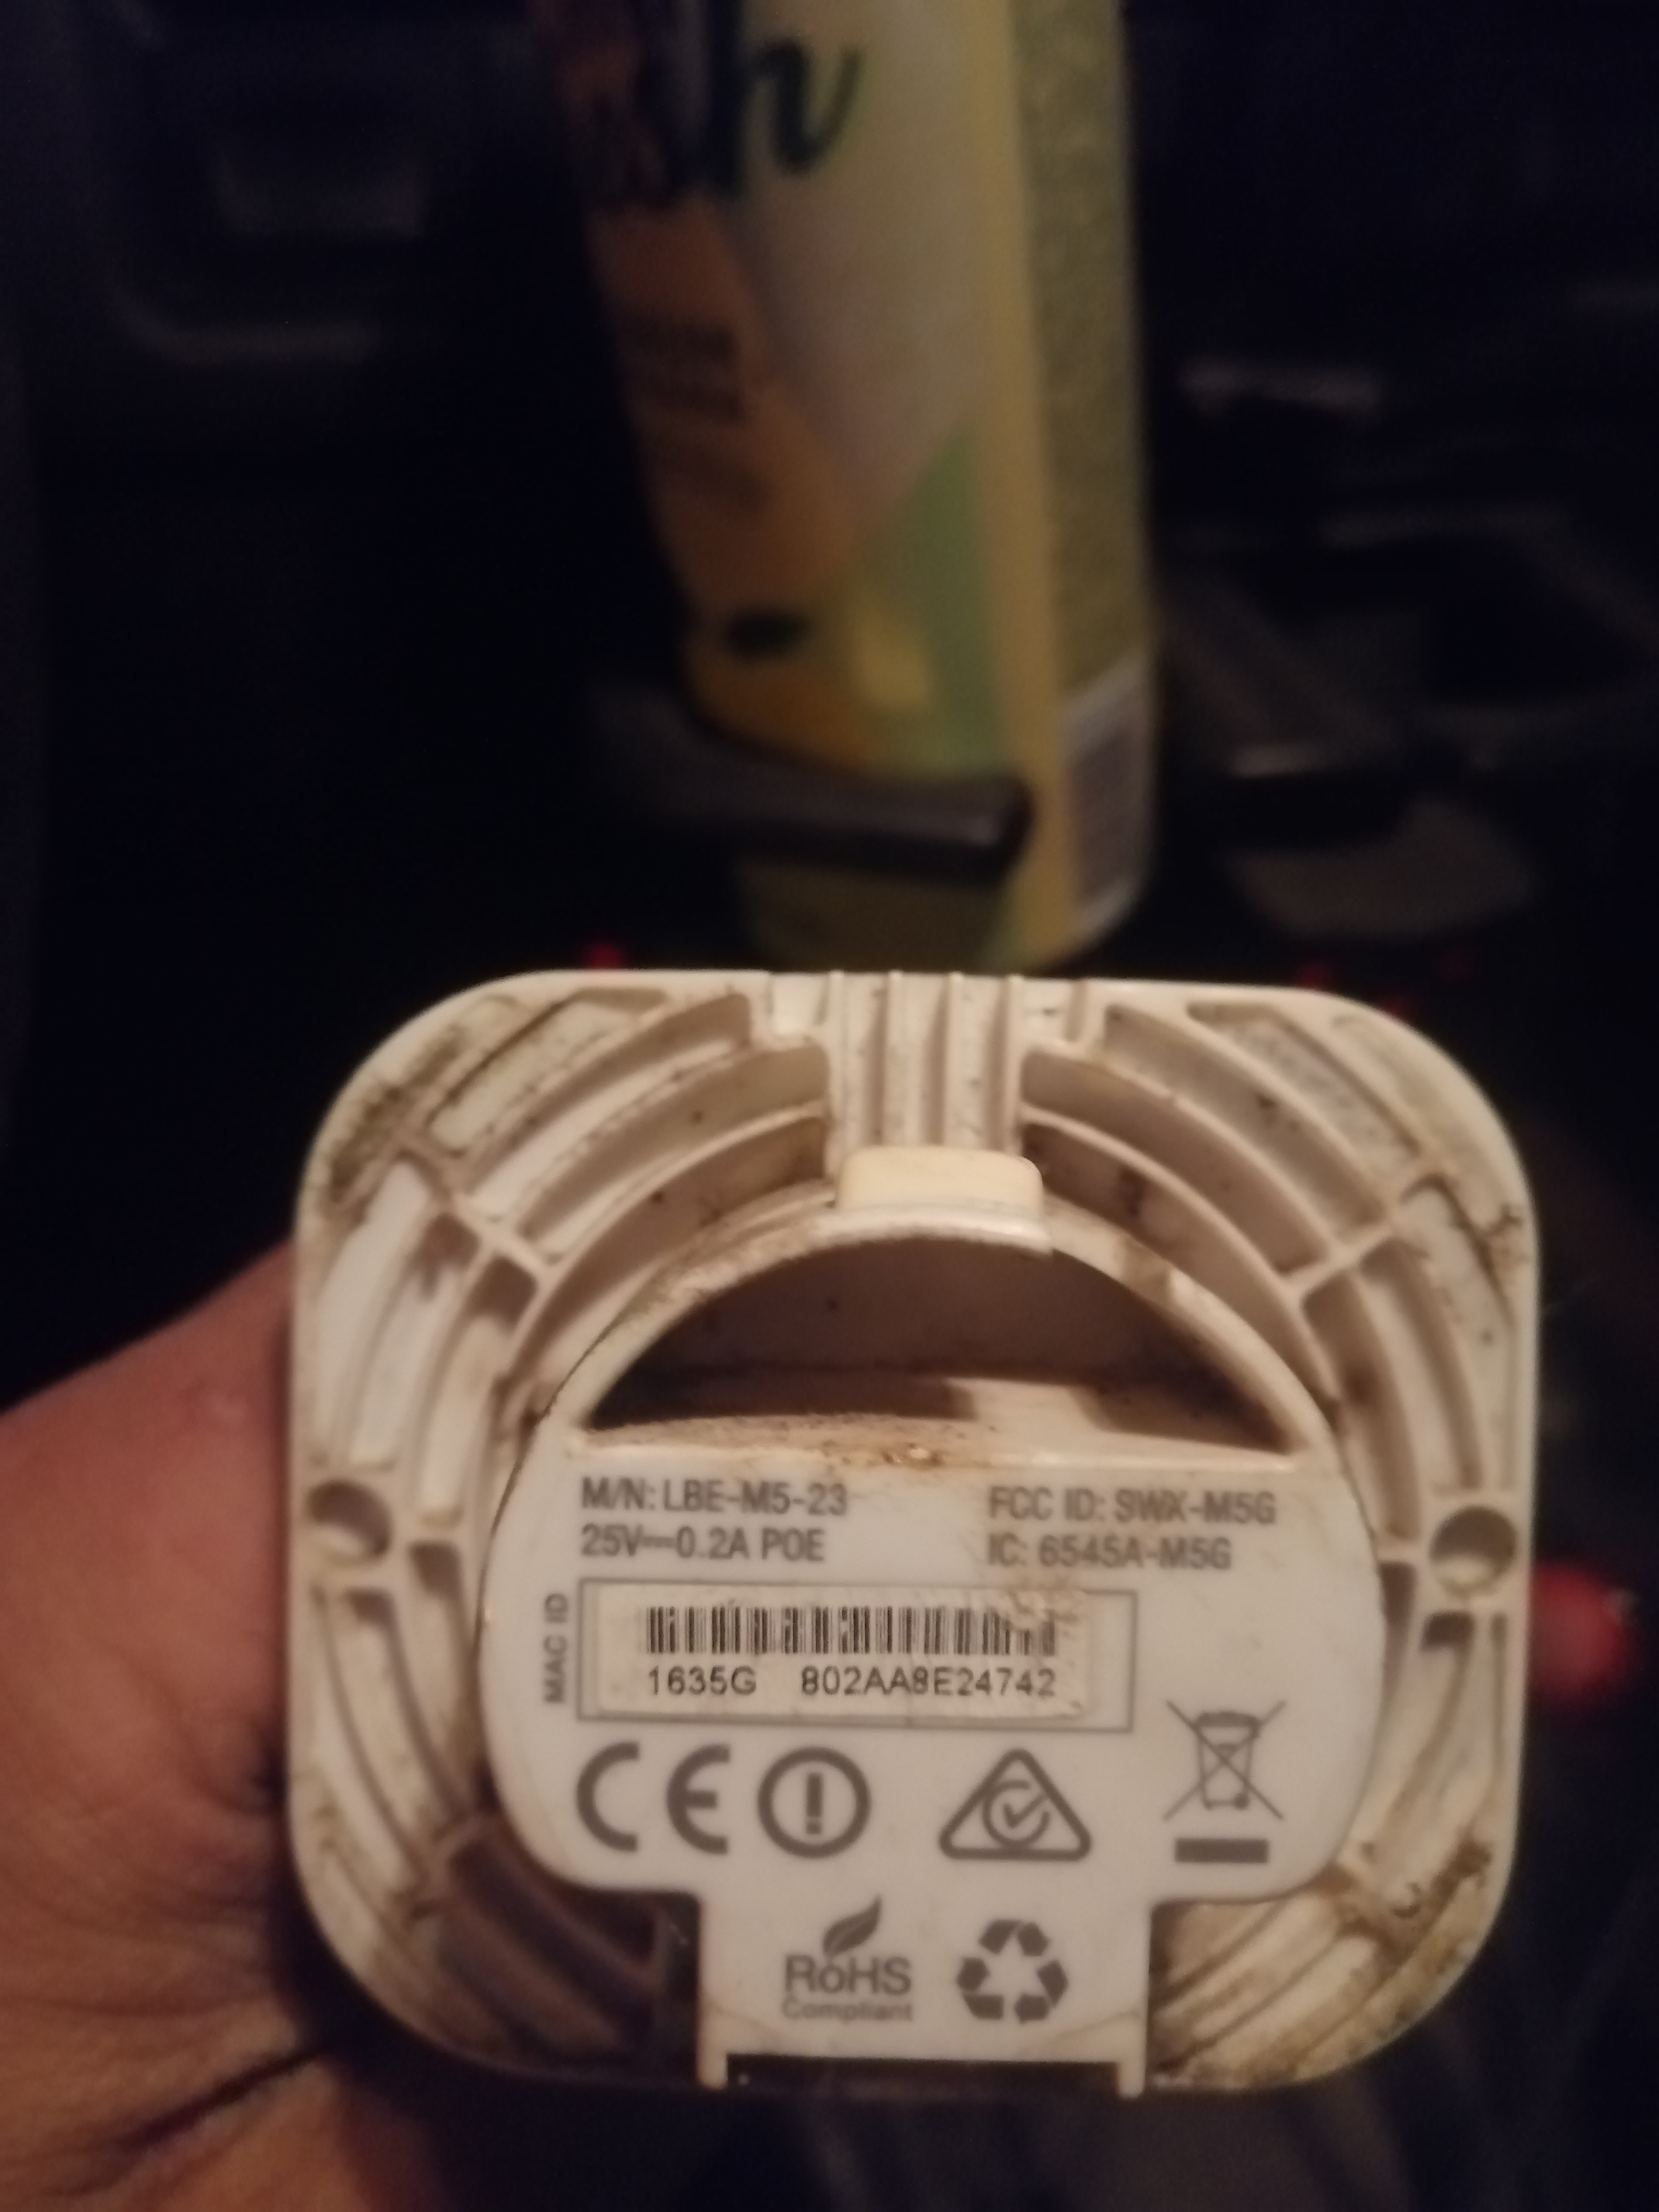 M/N: LBE-M5-23
25V⎓0.2A POE
FCC ID: SWX-M5G
IC: 6545A-M5G
MAC ID
1635G 802AA8E24742
CE
RoHS
Compliant